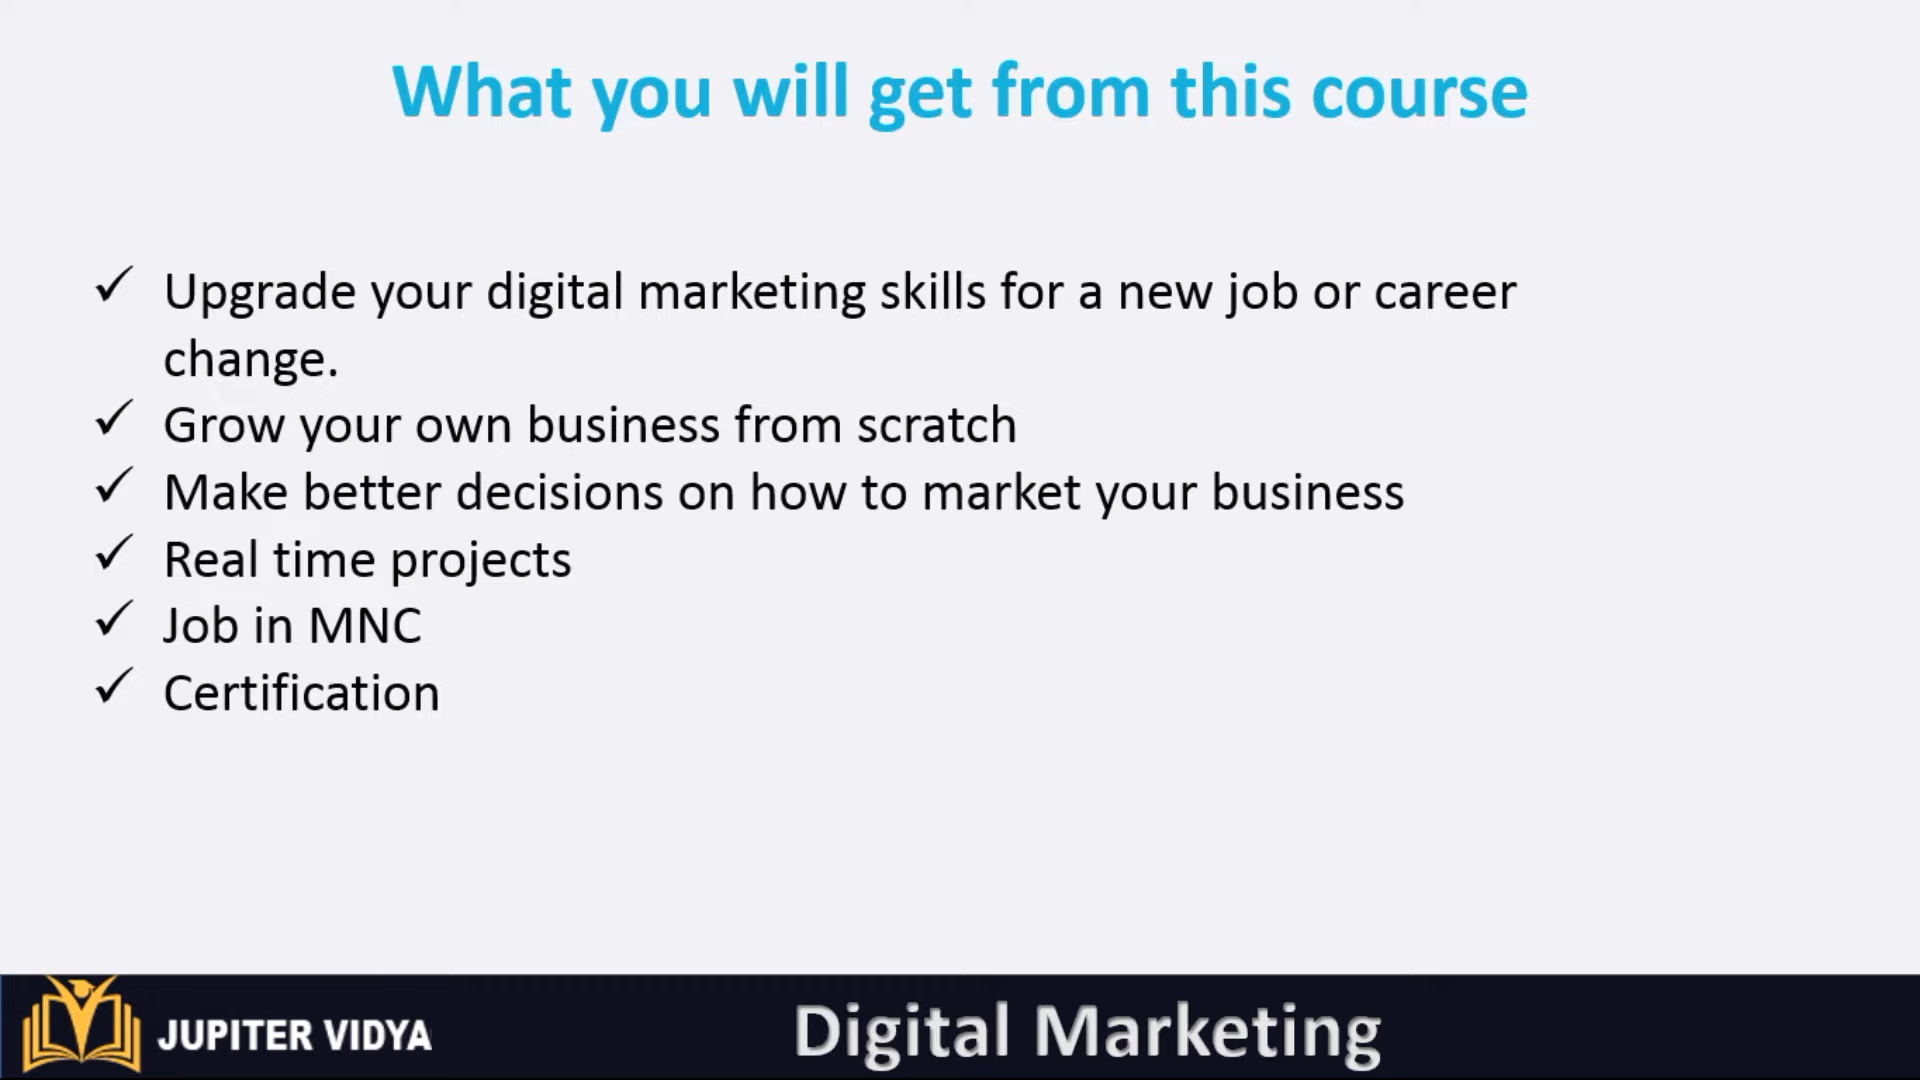 What you will get from this course
Upgrade your digital marketing skills for a new job or career
change.
Grow your own business from scratch
Make better decisions on how to market your business
Real time projects
Job in MNC
Certification
JUPITER VIDYA
Digital Marketing